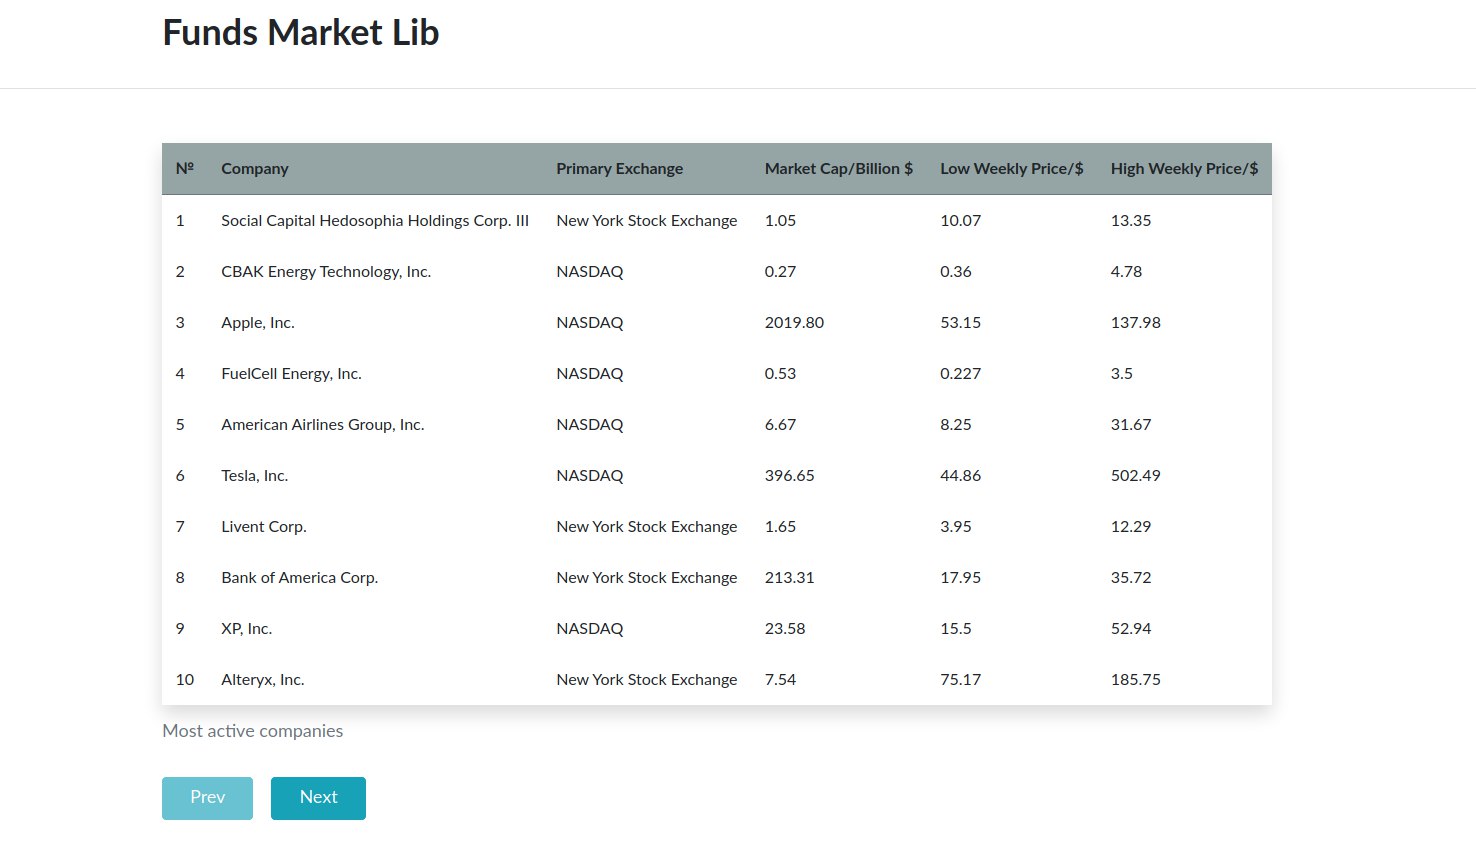 Funds Market Lib
Nº Company Primary Exchange Market Cap/Billion $ Low Weekly Price/$ High Weekly Price/$
1 Social Capital Hedosophia Holdings Corp. III New York Stock Exchange 1.05 10.07 13.35
2 CBAK Energy Technology, Inc. NASDAQ 0.27 0.36 4.78
3 Apple, Inc. NASDAQ 2019.80 53.15 137.98
4 FuelCell Energy, Inc. NASDAQ 0.53 0.227 3.5
5 American Airlines Group, Inc. NASDAQ 6.67 8.25 31.67
6 Tesla, Inc. NASDAQ 396.65 44.86 502.49
7 Livent Corp. New York Stock Exchange 1.65 3.95 12.29
8 Bank of America Corp. New York Stock Exchange 213.31 17.95 35.72
9 XP, Inc. NASDAQ 23.58 15.5 52.94
10 Alteryx, Inc. New York Stock Exchange 7.54 75.17 185.75
Most active companies
Prev Next